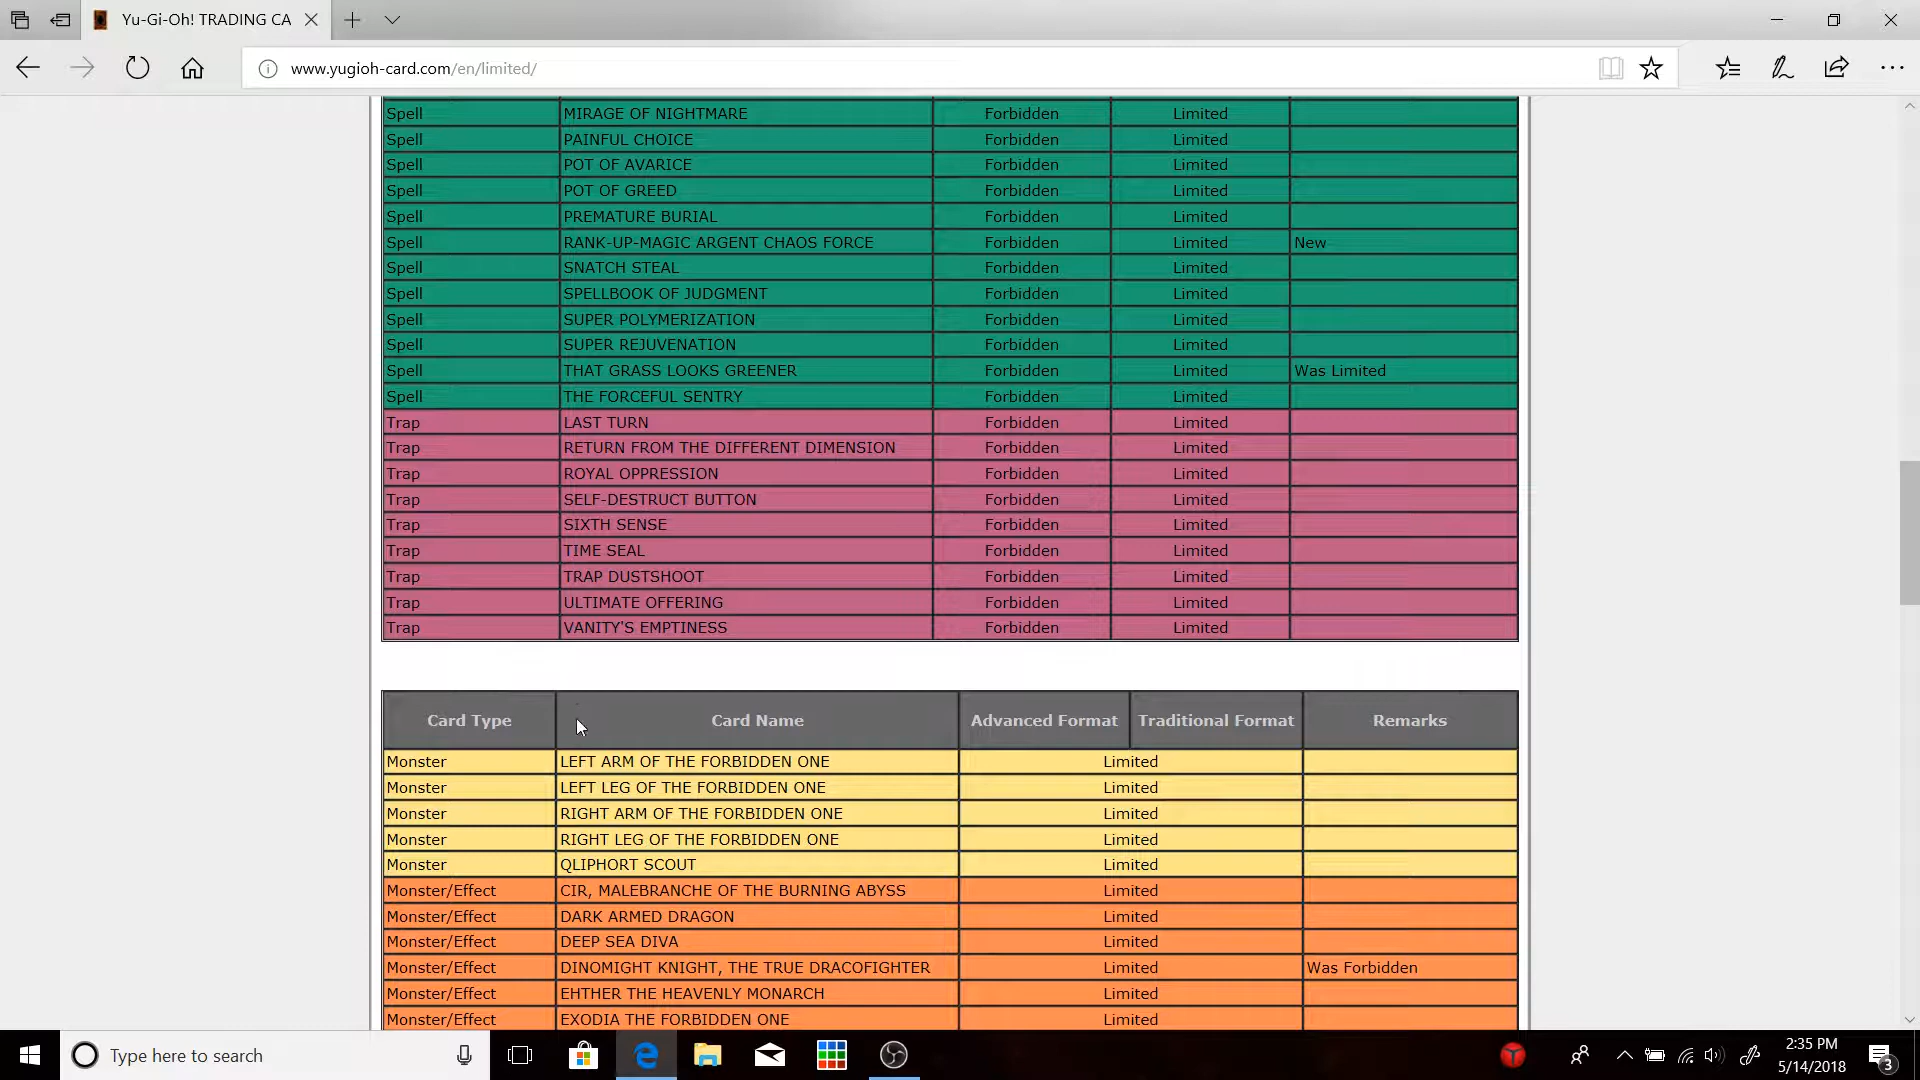 Yu-Gi-Oh! TRADING CA
www.yugioh-card.com/en/limited/
Spell MIRAGE OF NIGHTMARE Forbidden Limited
Spell PAINFUL CHOICE Forbidden Limited
Spell POT OF AVARICE Forbidden Limited
Spell POT OF GREED Forbidden Limited
Spell PREMATURE BURIAL Forbidden Limited
Spell RANK-UP-MAGIC ARGENT CHAOS FORCE Forbidden Limited New
Spell SNATCH STEAL Forbidden Limited
Spell SPELLBOOK OF JUDGMENT Forbidden Limited
Spell SUPER POLYMERIZATION Forbidden Limited
Spell SUPER REJUVENATION Forbidden Limited
Spell THAT GRASS LOOKS GREENER Forbidden Limited Was Limited
Spell THE FORCEFUL SENTRY Forbidden Limited
Trap LAST TURN Forbidden Limited
Trap RETURN FROM THE DIFFERENT DIMENSION Forbidden Limited
Trap ROYAL OPPRESSION Forbidden Limited
Trap SELF-DESTRUCT BUTTON Forbidden Limited
Trap SIXTH SENSE Forbidden Limited
Trap TIME SEAL Forbidden Limited
Trap TRAP DUSTSHOOT Forbidden Limited
Trap ULTIMATE OFFERING Forbidden Limited
Trap VANITY'S EMPTINESS Forbidden Limited
Card Type Card Name Advanced Format Traditional Format Remarks
Monster LEFT ARM OF THE FORBIDDEN ONE Limited
Monster LEFT LEG OF THE FORBIDDEN ONE Limited
Monster RIGHT ARM OF THE FORBIDDEN ONE Limited
Monster RIGHT LEG OF THE FORBIDDEN ONE Limited
Monster QLIPHORT SCOUT Limited
Monster/Effect CIR, MALEBRANCHE OF THE BURNING ABYSS Limited
Monster/Effect DARK ARMED DRAGON Limited
Monster/Effect DEEP SEA DIVA Limited
Monster/Effect DINOMIGHT KNIGHT, THE TRUE DRACOFIGHTER Limited Was Forbidden
Monster/Effect EHTHER THE HEAVENLY MONARCH Limited
Monster/Effect EXODIA THE FORBIDDEN ONE Limited
Type here to search
2:35 PM
5/14/2018
3